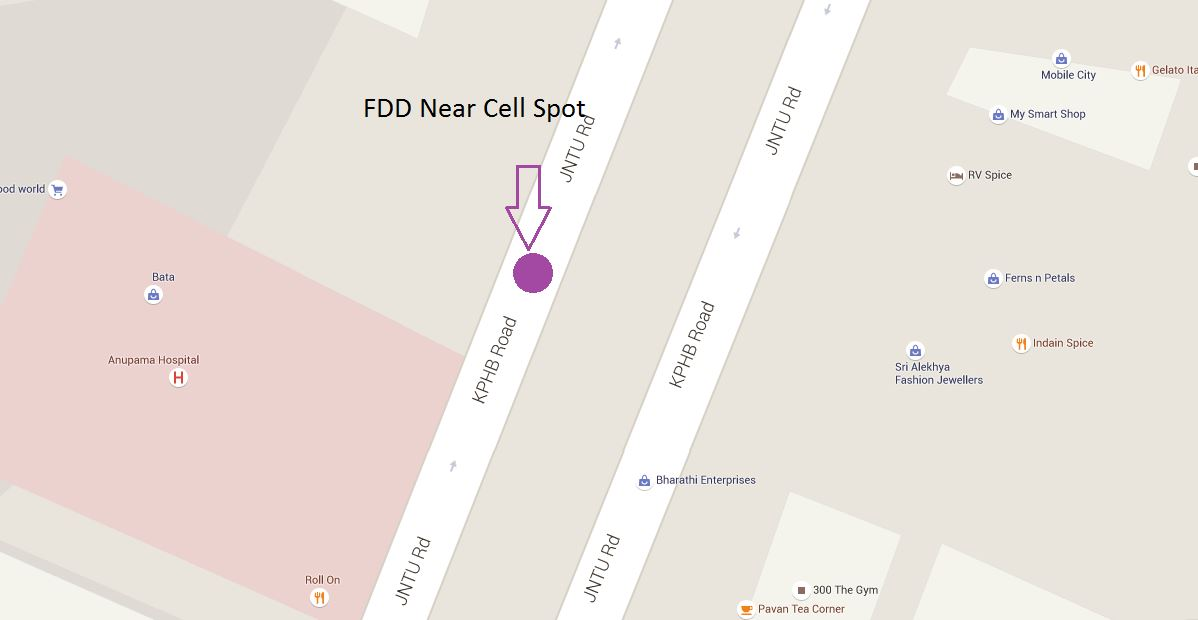 Mobile City
Gelato Ita
FDD Near Cell Spot
My Smart Shop
JNTU Rd
JNTU Rd
RV Spice
ood world
Bata
Ferns n Petals
KPHB Road
KPHB Road
Indain Spice
Anupama Hospital
H
Sri Alekhya
Fashion Jewellers
Bharathi Enterprises
JNTU Rd
JNTU Rd
Roll On
300 The Gym
Pavan Tea Corner